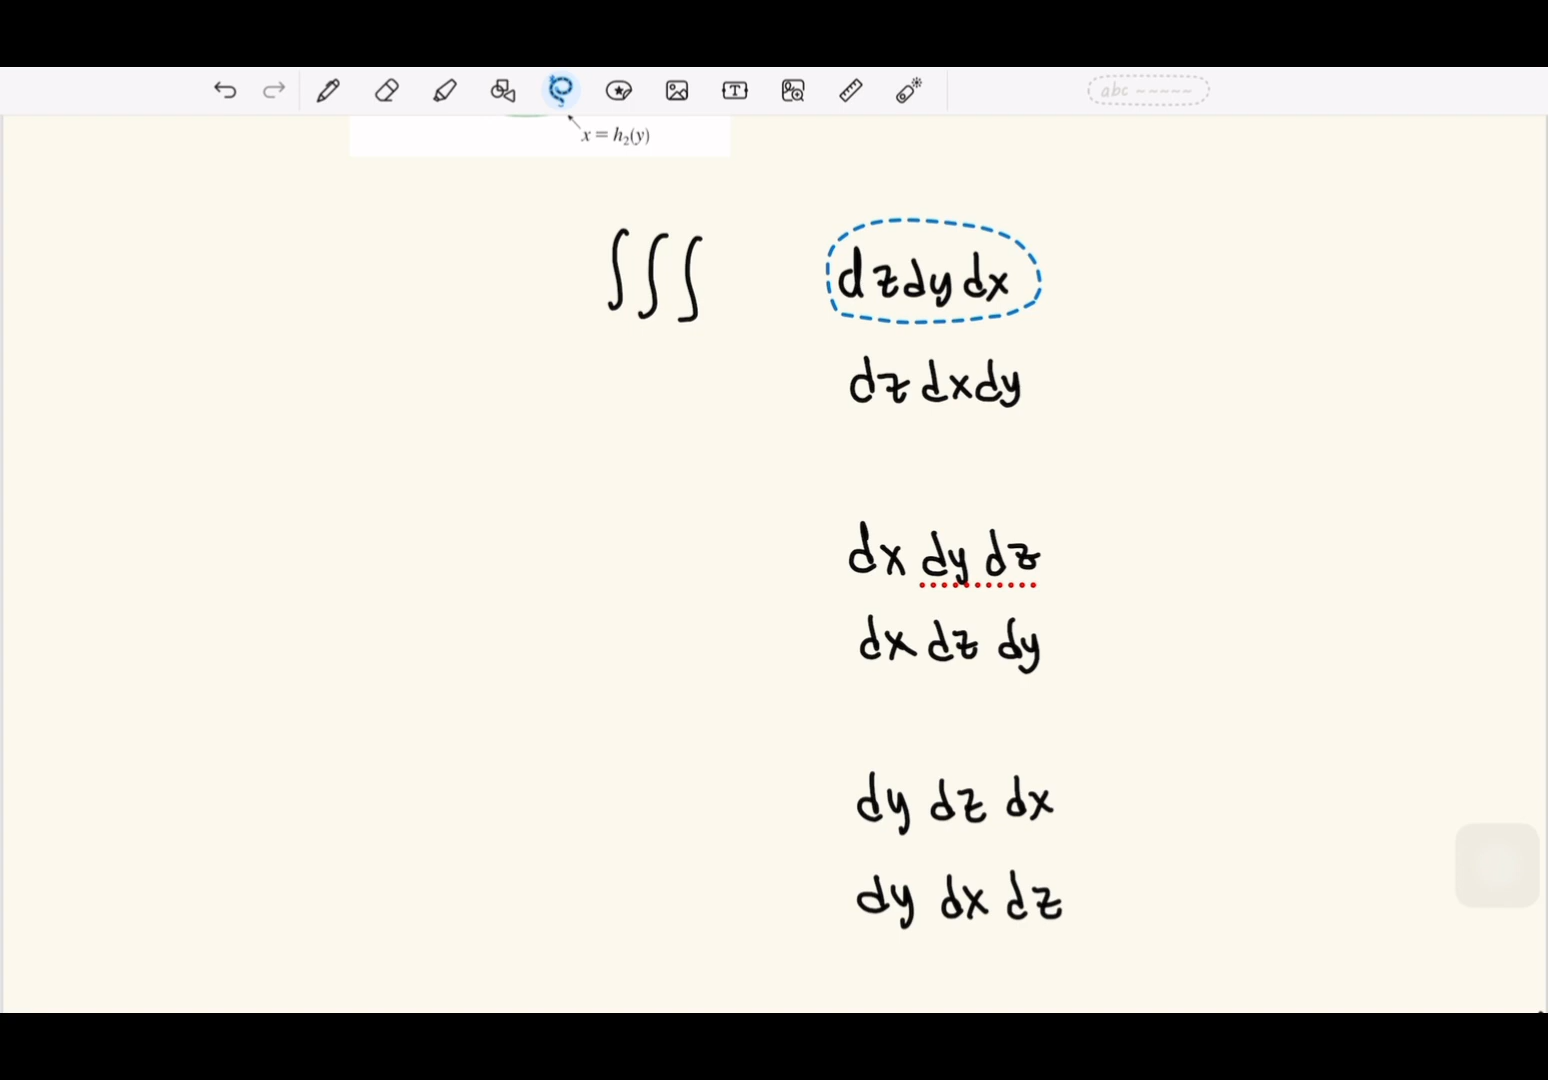 abc ~~~~~
x = h₂(y)
∫∫∫ dz dy dx
dz dx dy
dx dy dz
dx dz dy
dy dz dx
dy dx dz